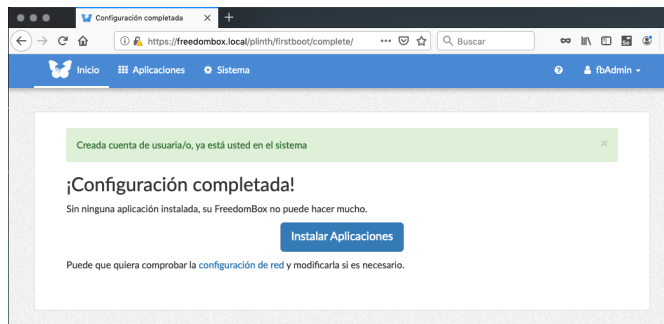 Configuración completada
https://freedombox.local/plinth/firstboot/complete/
Buscar
Inicio
Aplicaciones
Sistema
fbAdmin
Creada cuenta de usuaria/o, ya está usted en el sistema
¡Configuración completada!
Sin ninguna aplicación instalada, su FreedomBox no puede hacer mucho.
Instalar Aplicaciones
Puede que quiera comprobar la configuración de red y modificarla si es necesario.